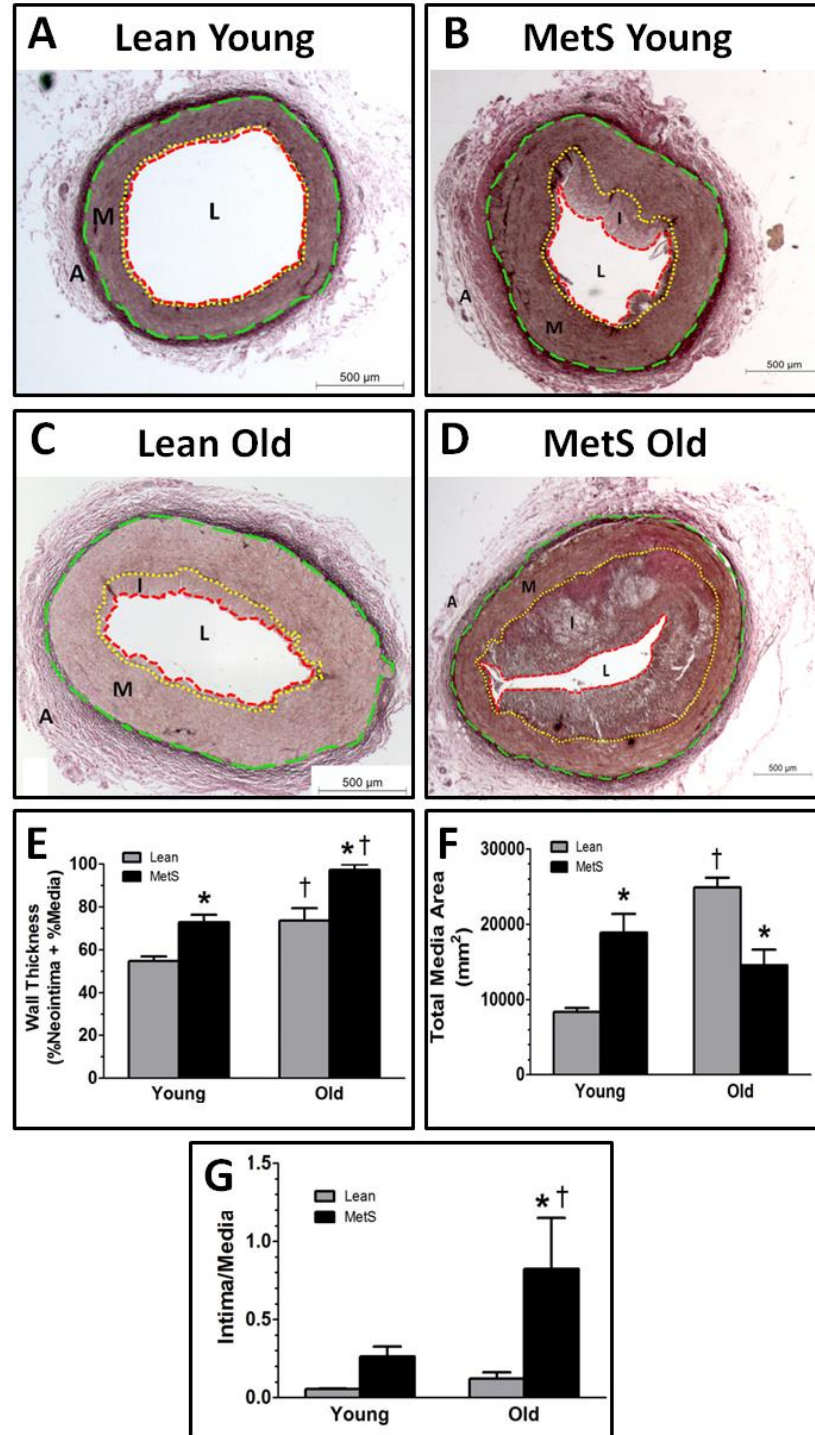 A Lean Young
L
M
A
500 µm
B MetS Young
I
L
A
M
500 µm
C Lean Old
I
L
M
A
500 µm
D MetS Old
M
A
I
L
500 µm
E
Lean
MetS
* † * †
Wall Thickness
(%Neointima + %Media)
100
80
60
40
20
0
Young Old
F
Lean
MetS
* † *
Total Media Area
(mm²)
30000
20000
10000
0
Young Old
G
Lean
MetS
* †
Intima/Media
1.5
1.0
0.5
0.0
Young Old